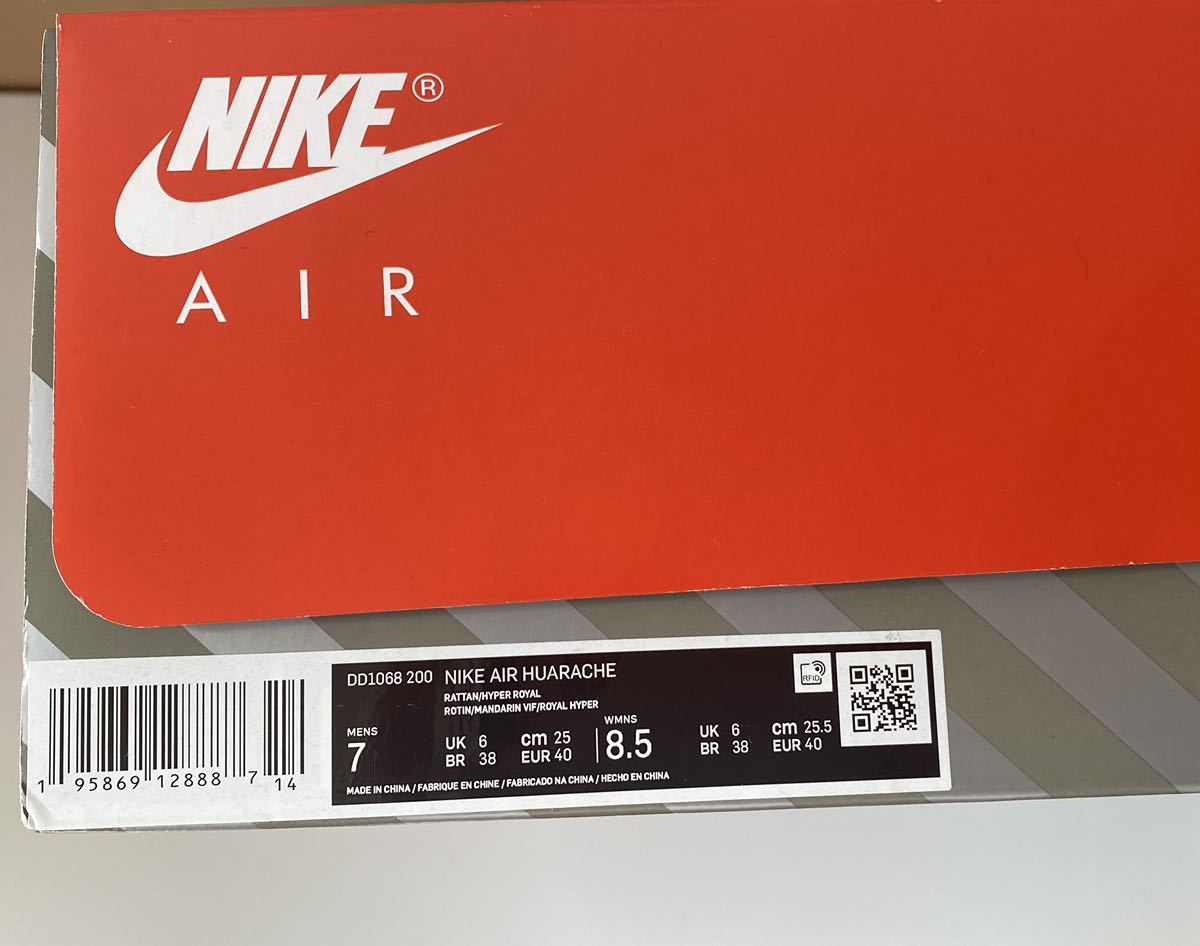 NIKE®
AIR
DD1068 200 NIKE AIR HUARACHE
RATTAN/HYPER ROYAL
ROTIN/MANDARIN VIF/ROYAL HYPER
RFID
MENS
7
UK 6 cm 25
BR 38 EUR 40
WMNS
8.5
UK 6 cm 25.5
BR 38 EUR 40
MADE IN CHINA / FABRIQUE EN CHINE / FABRICADO NA CHINA / HECHO EN CHINA
1 95869 12888 7 14